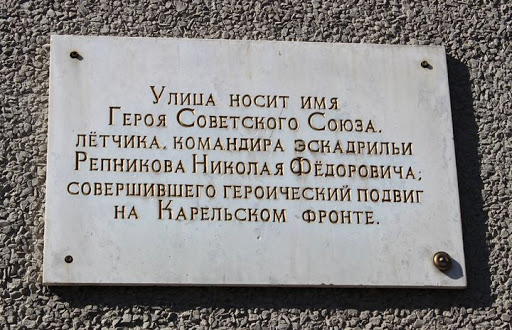 Улица носит имя
Героя Советского Союза.
лётчика, командира эскадрильи
Репникова Николая Фёдоровича;
совершившего героический подвиг
на Карельском фронте.